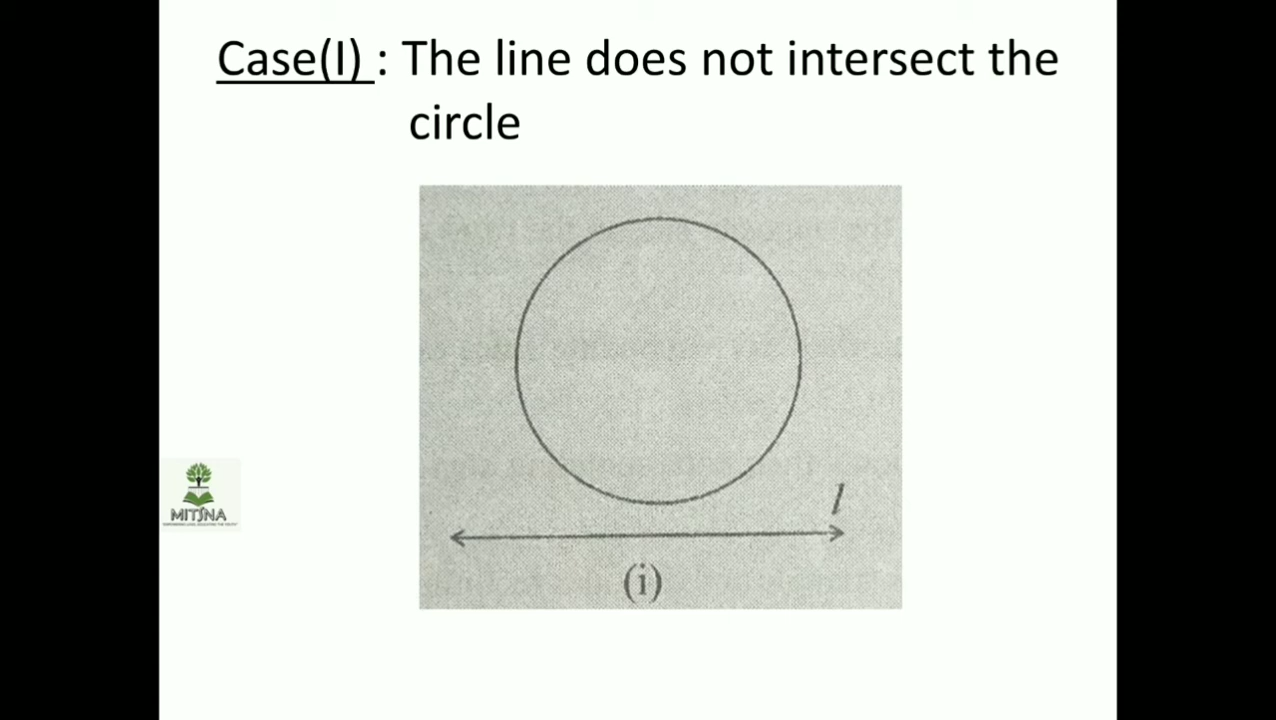 Case(I) : The line does not intersect the
circle
l
(i)
MITJNA